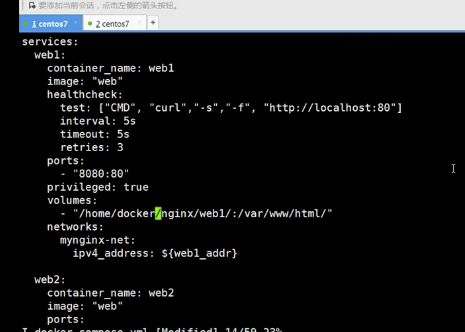 要添加当前会话，点击左侧的箭头按钮。
1 centos7
2 centos7
+
services:
  web1:
    container_name: web1
    image: "web"
    healthcheck:
      test: ["CMD", "curl","-s","-f", "http://localhost:80"]
      interval: 5s
      timeout: 5s
      retries: 3
    ports:
      - "8080:80"
    privileged: true
    volumes:
      - "/home/docker/nginx/web1/:/var/www/html/"
    networks:
      mynginx-net:
        ipv4_address: ${web1_addr}
  web2:
    container_name: web2
    image: "web"
    ports:
docker-compose.yml [Modified] 14/59 23%